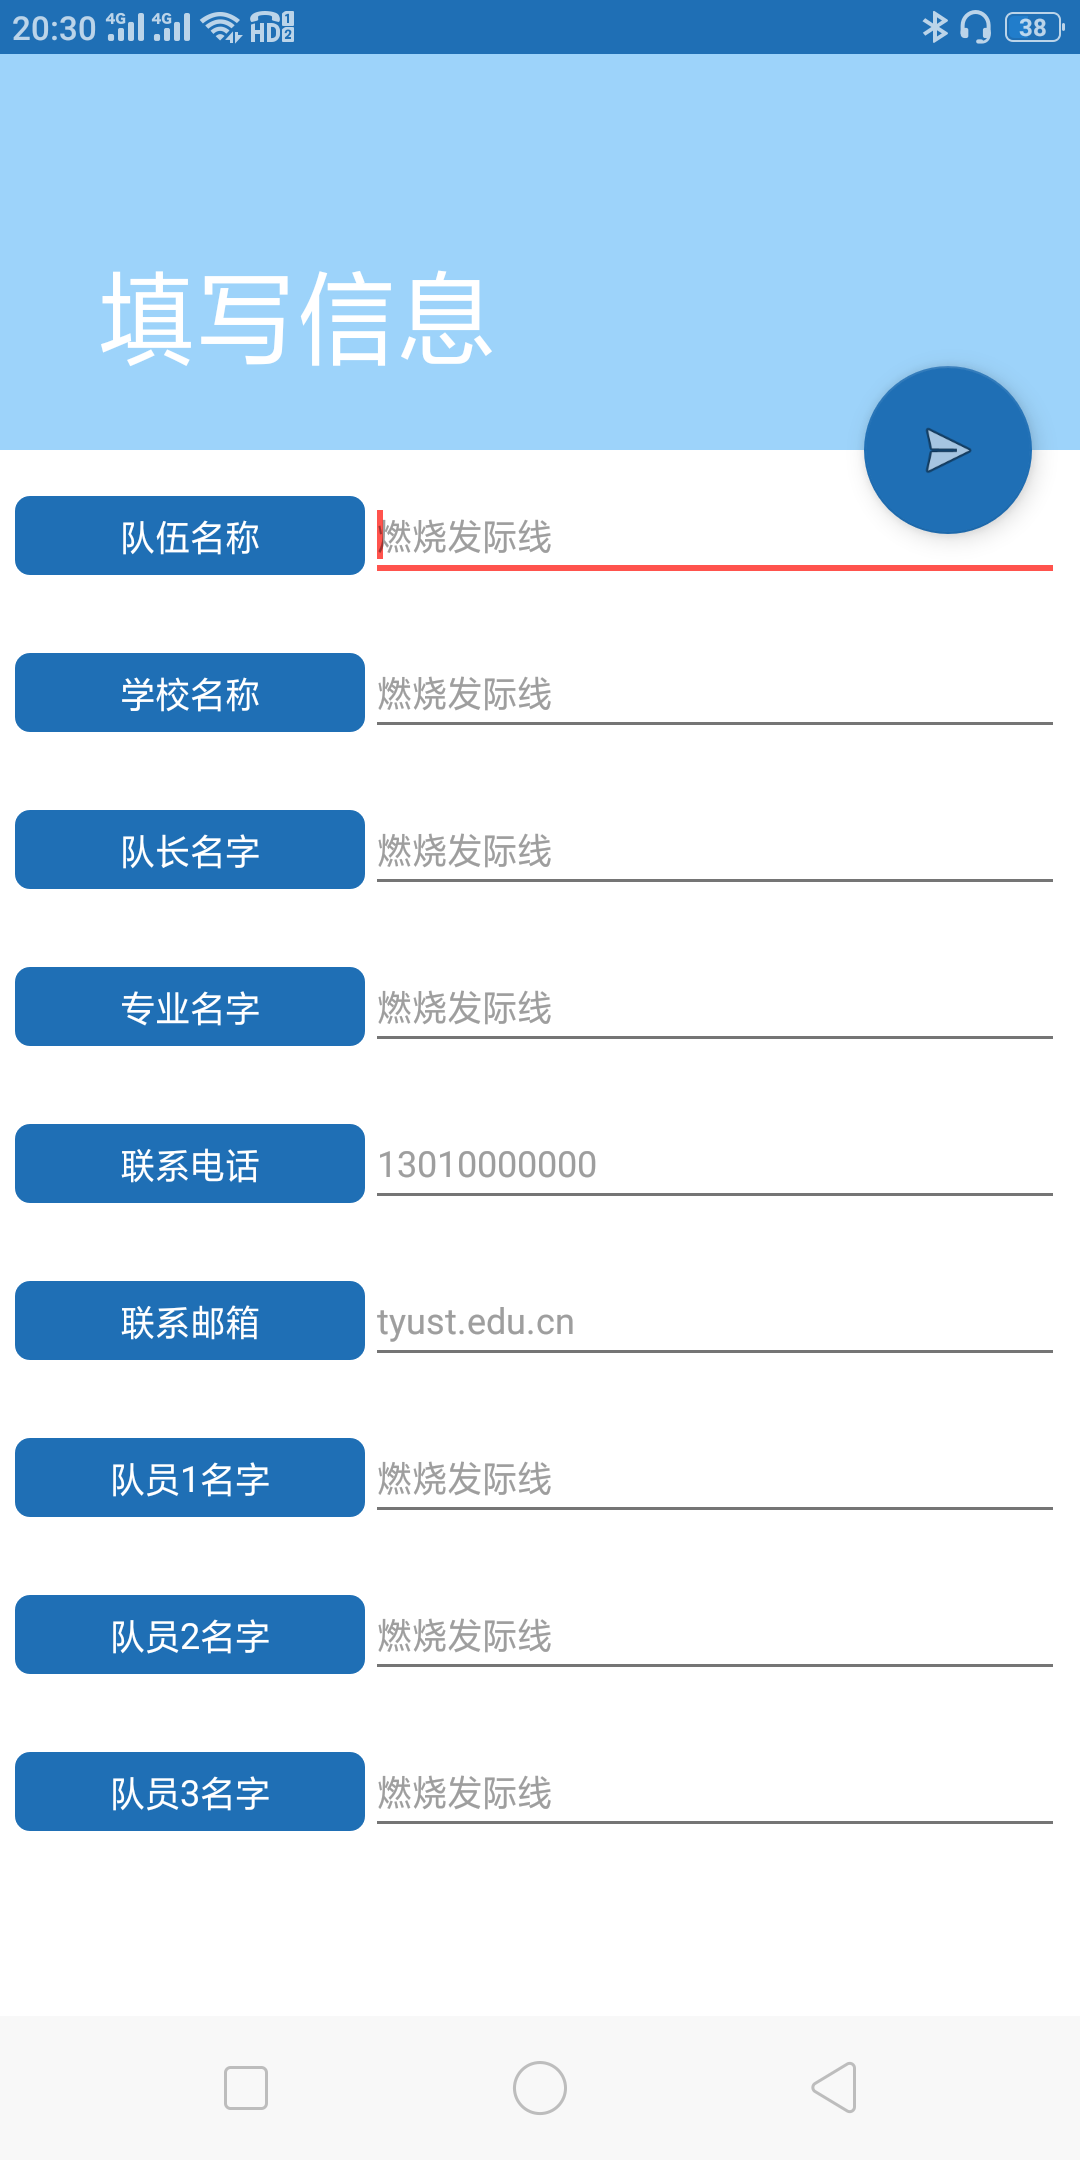 20:30 4G 4G HD 1 2 38
填写信息
队伍名称 燃烧发际线
学校名称 燃烧发际线
队长名字 燃烧发际线
专业名字 燃烧发际线
联系电话 13010000000
联系邮箱 tyust.edu.cn
队员1名字 燃烧发际线
队员2名字 燃烧发际线
队员3名字 燃烧发际线